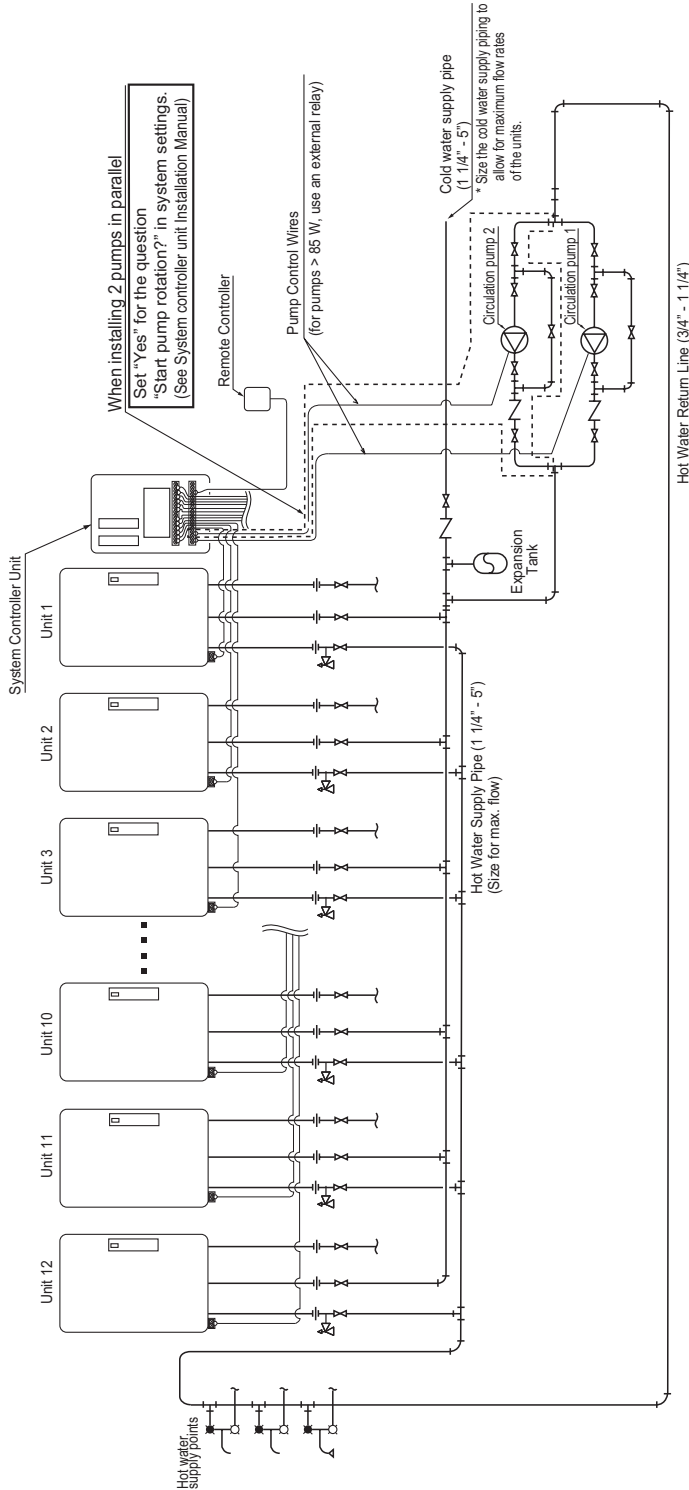 System Controller Unit
When installing 2 pumps in parallel
Set “Yes” for the question
“Start pump rotation?” in system settings.
(See System controller unit Installation Manual)
Remote Controller
Pump Control Wires
(for pumps > 85 W, use an external relay)
Cold water supply pipe
(1 1/4” - 5”)
* Size the cold water supply piping to
allow for maximum flow rates
of the units.
Unit 12
Unit 11
Unit 10
Unit 3
Unit 2
Unit 1
Hot water
supply points
Hot Water Supply Pipe (1 1/4” - 5”)
(Size for max. flow)
Expansion
Tank
Circulation pump 2
Circulation pump 1
Hot Water Return Line (3/4” - 1 1/4”)